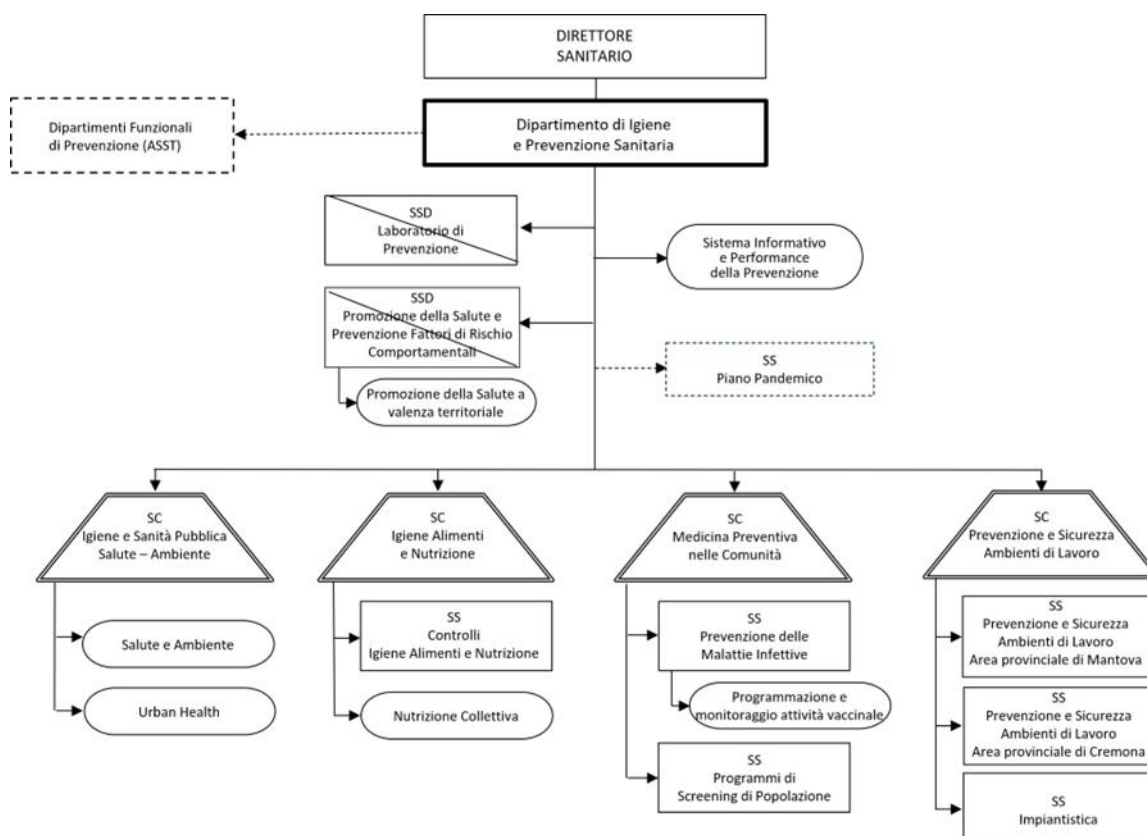 DIRETTORE
SANITARIO
Dipartimenti Funzionali
di Prevenzione (ASST)
Dipartimento di Igiene
e Prevenzione Sanitaria
SSD
Laboratorio di
Prevenzione
Sistema Informativo
e Performance
della Prevenzione
SSD
Promozione della Salute e
Prevenzione Fattori di Rischio
Comportamentali
SS
Piano Pandemico
Promozione della Salute a
valenza territoriale
SC
Igiene e Sanità Pubblica
Salute – Ambiente
SC
Igiene Alimenti
e Nutrizione
SC
Medicina Preventiva
nelle Comunità
SC
Prevenzione e Sicurezza
Ambienti di Lavoro
Salute e Ambiente
Urban Health
SS
Controlli
Igiene Alimenti e Nutrizione
Nutrizione Collettiva
SS
Prevenzione delle
Malattie Infettive
Programmazione e
monitoraggio attività vaccinale
SS
Programmi di
Screening di Popolazione
SS
Prevenzione e Sicurezza
Ambienti di Lavoro
Area provinciale di Mantova
SS
Prevenzione e Sicurezza
Ambienti di Lavoro
Area provinciale di Cremona
SS
Impiantistica